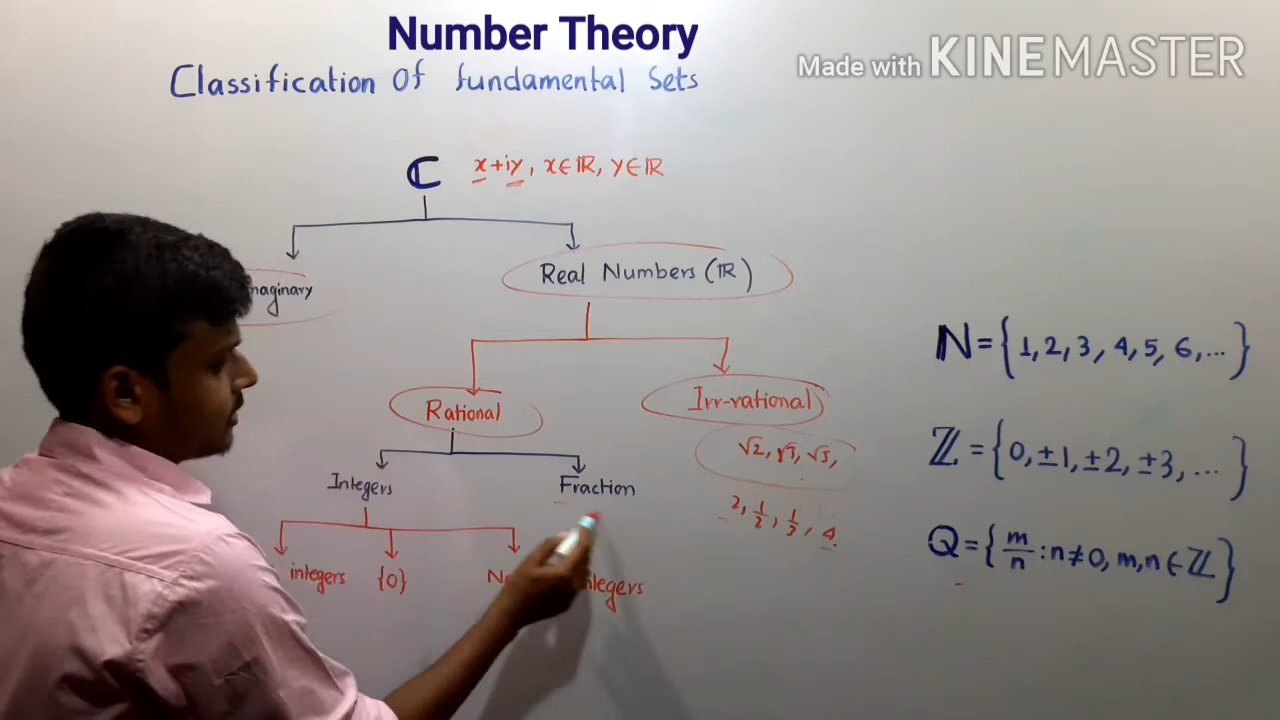 Number Theory
Made with KINEMASTER
Classification Of fundamental Sets
ℂ x+iy, x∈ℝ, y∈ℝ
Real Numbers (ℝ)
maginary
N={1,2,3,4,5,6,...}
Rational
Irr-rational
√2, √3, √5,
ℤ={0,±1,±2,±3,...}
Integers
Fraction
2, 1/2, 1/3, 4
Q={m/n:n≠0, m,n∈ℤ}
integers {0} tegers